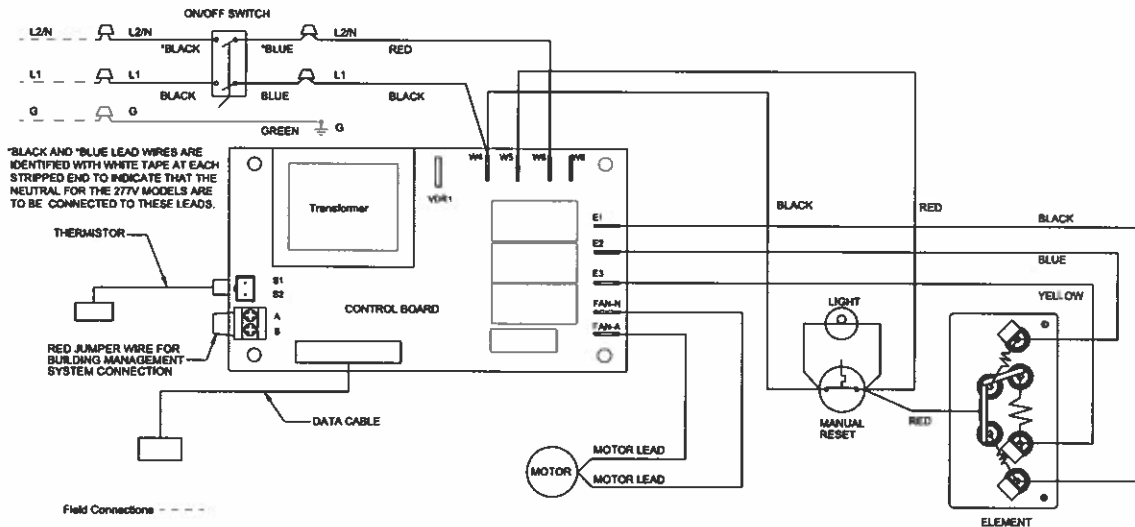 ON/OFF SWITCH
L2/N L2/N *BLACK *BLUE L2/N RED
L1 L1 BLACK BLUE L1 BLACK
G G GREEN G
*BLACK AND *BLUE LEAD WIRES ARE
IDENTIFIED WITH WHITE TAPE AT EACH
STRIPPED END TO INDICATE THAT THE
NEUTRAL FOR THE 277V MODELS ARE
TO BE CONNECTED TO THESE LEADS.
THERMISTOR
RED JUMPER WIRE FOR
BUILDING MANAGEMENT
SYSTEM CONNECTION
DATA CABLE
Field Connections
Transformer
VDR1
W4 W5
S1
S2
A
B
CONTROL BOARD
E1
E2
E3
FAN-N
FAN-A
BLACK
RED
BLACK
BLUE
YELLOW
LIGHT
MANUAL
RESET
RED
MOTOR
MOTOR LEAD
MOTOR LEAD
ELEMENT